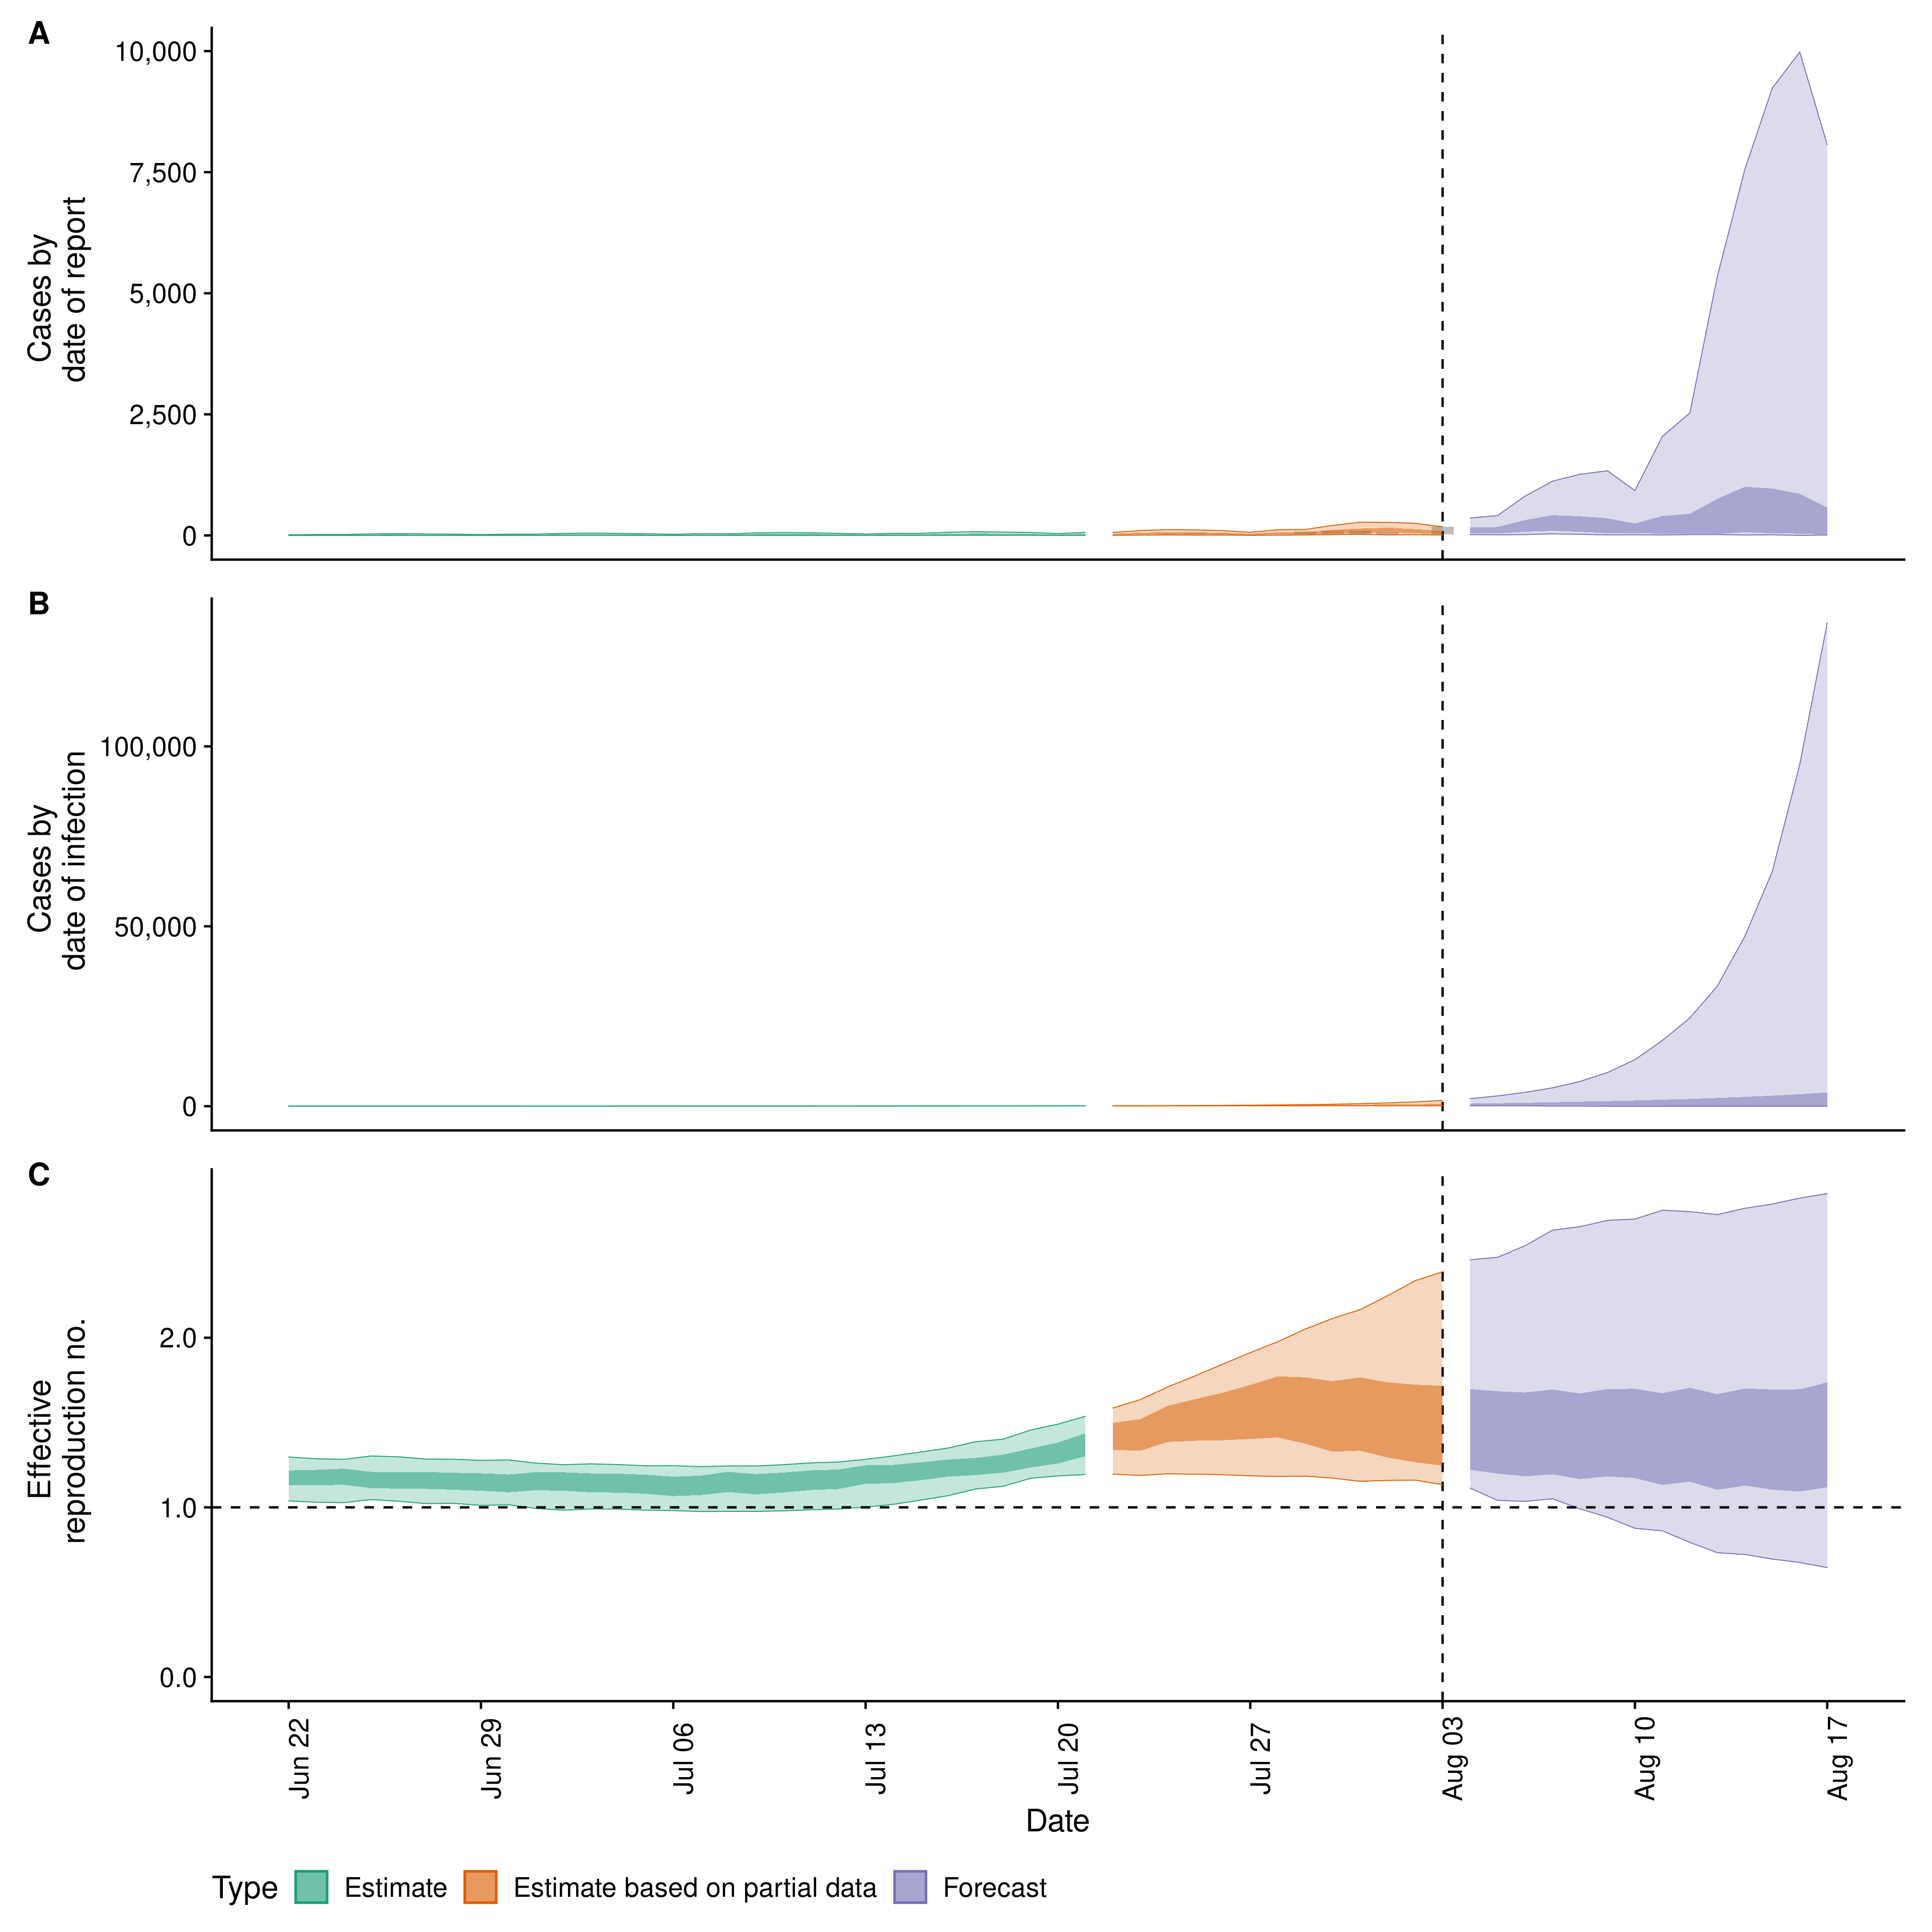 A
10,000
7,500
5,000
2,500
0
Cases by
date of report
B
100,000
50,000
0
Cases by
date of infection
C
2.0
1.0
0.0
Effective
reproduction no.
Jun 22
Jun 29
Jul 06
Jul 13
Jul 20
Jul 27
Aug 03
Aug 10
Aug 17
Date
Type Estimate Estimate based on partial data Forecast